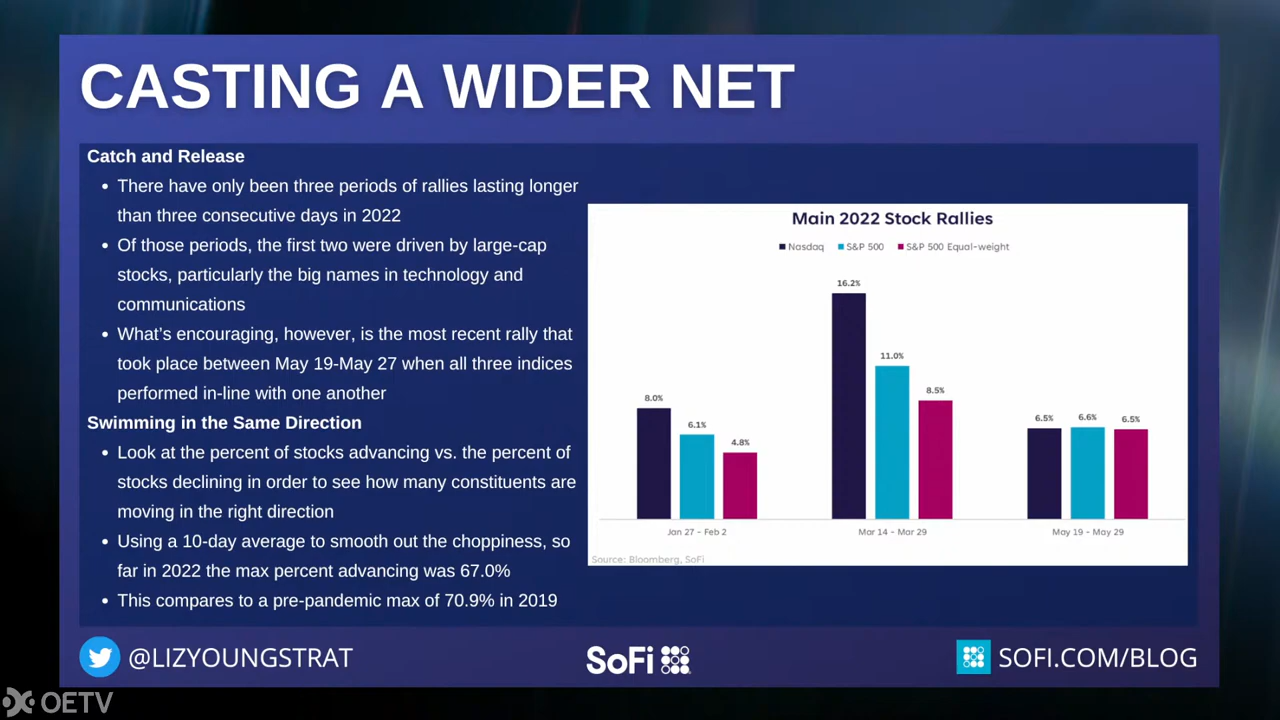 CASTING A WIDER NET
Catch and Release
• There have only been three periods of rallies lasting longer
than three consecutive days in 2022
• Of those periods, the first two were driven by large-cap
stocks, particularly the big names in technology and
communications
• What's encouraging, however, is the most recent rally that
took place between May 19-May 27 when all three indices
performed in-line with one another
Swimming in the Same Direction
• Look at the percent of stocks advancing vs. the percent of
stocks declining in order to see how many constituents are
moving in the right direction
• Using a 10-day average to smooth out the choppiness, so
far in 2022 the max percent advancing was 67.0%
• This compares to a pre-pandemic max of 70.9% in 2019
Main 2022 Stock Rallies
Nasdaq S&P 500 S&P 500 Equal-weight
8.0% 6.1% 4.8%
16.2% 11.0% 8.5%
6.5% 6.6% 6.5%
Jan 27 - Feb 2 Mar 14 - Mar 29 May 19 - May 29
Source: Bloomberg, SoFi
@LIZYOUNGSTRAT
SoFi
SOFI.COM/BLOG
OETV